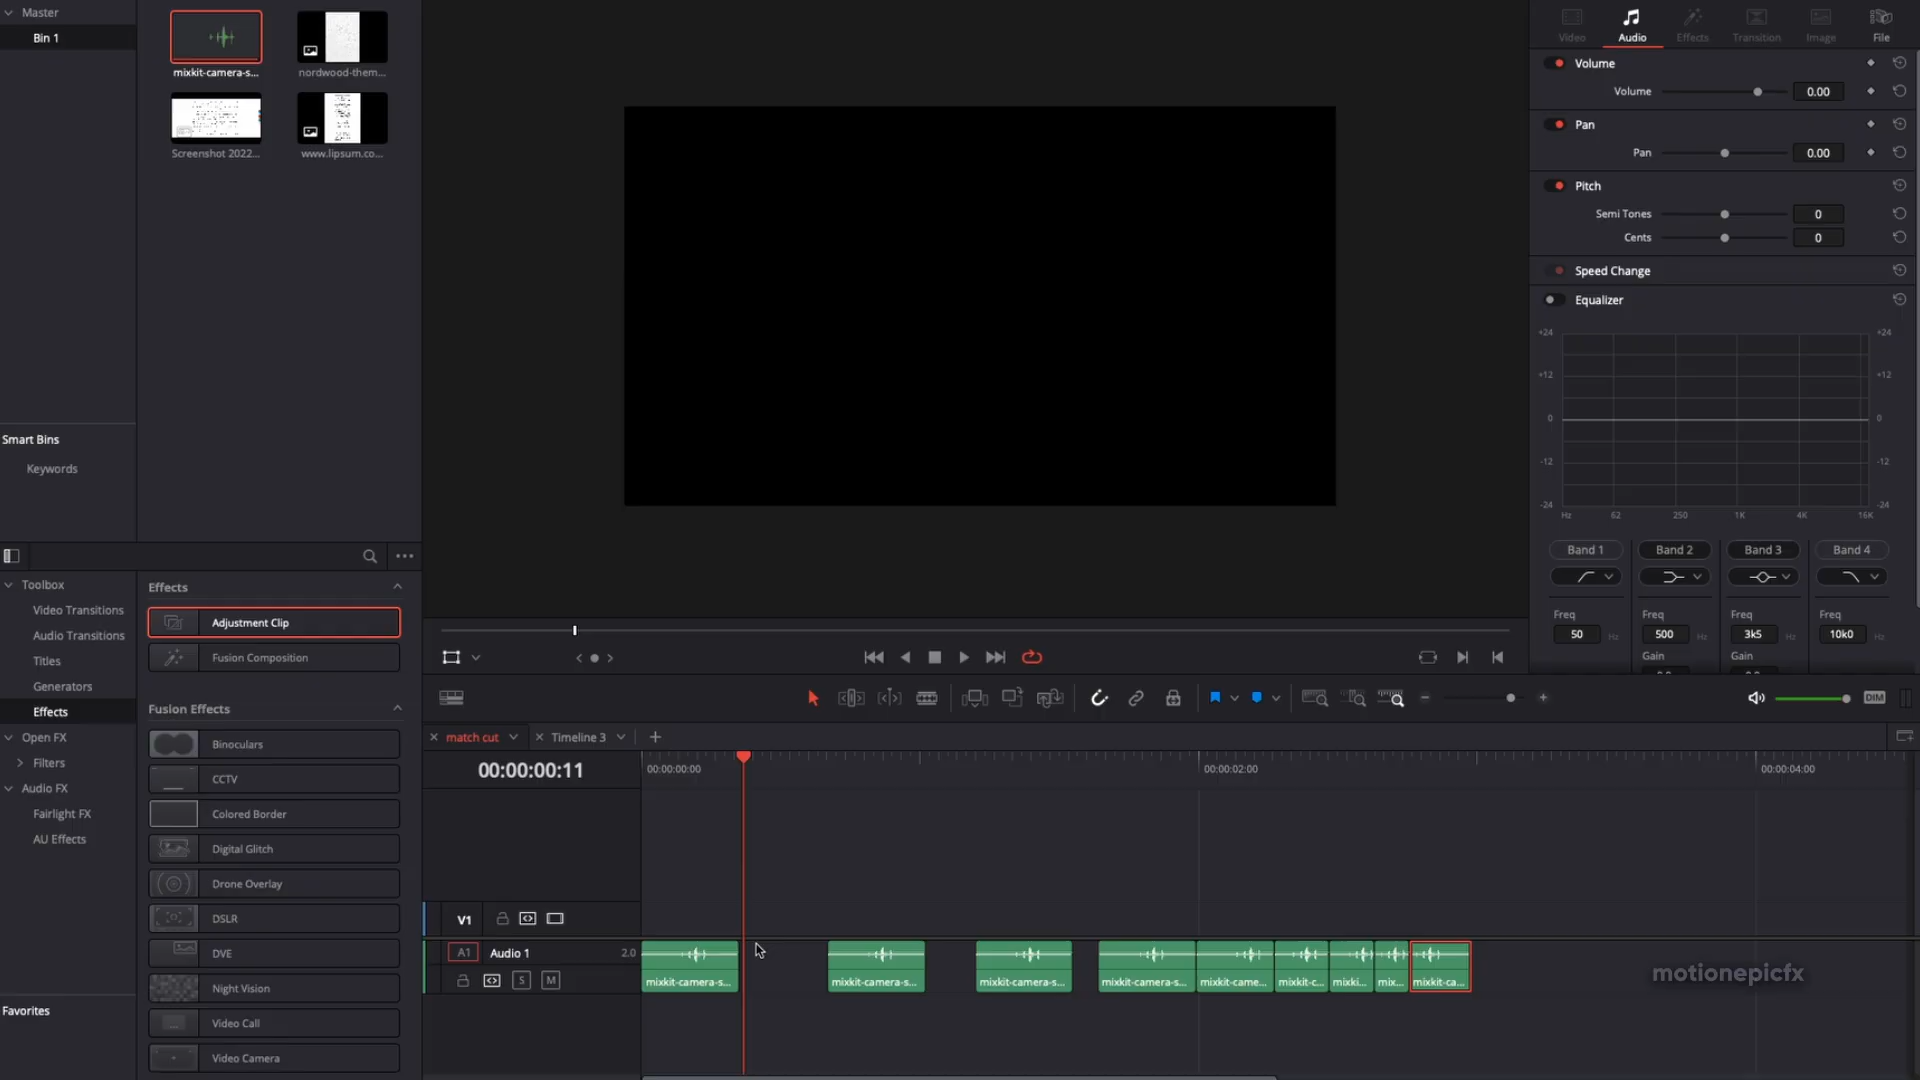 Master
Bin 1
mixkit-camera-s...
nordwood-them...
Screenshot 2022...
www.lipsum.co...
Smart Bins
Keywords
Video
Audio
Effects
Transition
Image
File
Volume
Volume 0.00
Pan
Pan 0.00
Pitch
Semi Tones 0
Cents 0
Speed Change
Equalizer
+24 +24
+12 +12
0 0
-12 -12
-24 -24
Hz 62 250 1K 4K 16K
Band 1 Band 2 Band 3 Band 4
Freq Freq Freq Freq
50 Hz 500 Hz 3k5 Hz 10k0 Hz
Gain Gain
Toolbox
Video Transitions
Audio Transitions
Titles
Generators
Effects
Open FX
Filters
Audio FX
Fairlight FX
AU Effects
Favorites
Effects
Adjustment Clip
Fusion Composition
Fusion Effects
Binoculars
CCTV
Colored Border
Digital Glitch
Drone Overlay
DSLR
DVE
Night Vision
Video Call
Video Camera
DIM
match cut
Timeline 3
00:00:00:11
00:00:00:00
00:00:02:00
00:00:04:00
V1
A1 Audio 1 2.0
S M
mixkit-camera-s...
mixkit-camera-s...
mixkit-camera-s...
mixkit-camera-s...
mixkit-came...
mixkit-c...
mixki...
mix...
mixkit-ca...
motionepicfx